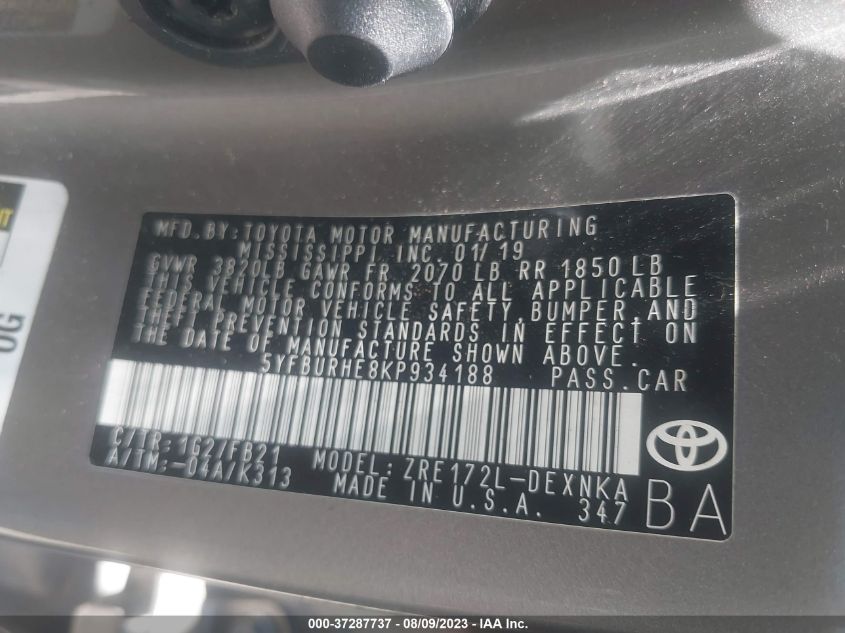 MFD. BY: TOYOTA MOTOR MANUFACTURING
MISSISSIPPI INC. 01/19
GVWR 3820LB GAWR FR 2070 LB RR 1850 LB
THIS VEHICLE CONFORMS TO ALL APPLICABLE
FEDERAL MOTOR VEHICLE SAFETY, BUMPER, AND
THEFT PREVENTION STANDARDS IN EFFECT ON
THE DATE OF MANUFACTURE SHOWN ABOVE.
5YFBURHE8KP934188 PASS. CAR
C/TR: 1G2/FB21
A/TM: -04A/K313
MODEL: ZRE172L-DEXNKA
MADE IN U.S.A. 347
BA
OG
000-37287737 - 08/09/2023 - IAA Inc.